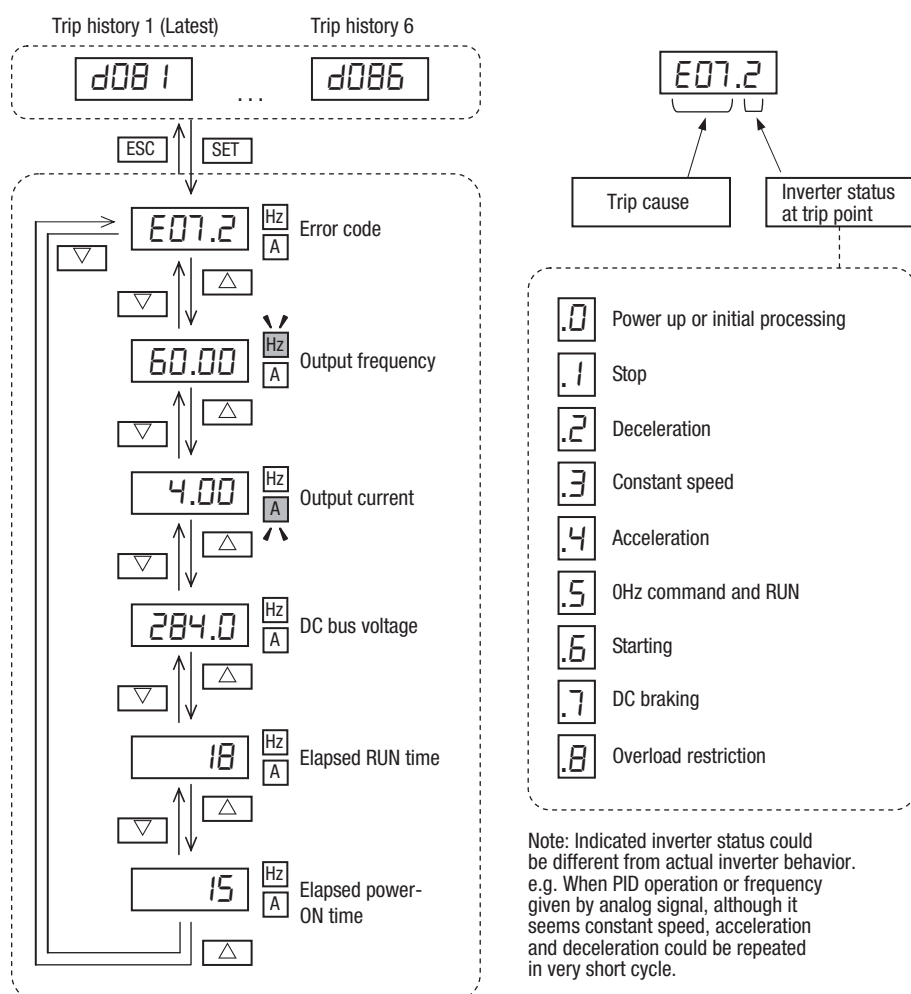 Trip history 1 (Latest)
Trip history 6
d081
...
d086
ESC
SET
E07.2
Hz
A
Error code
60.00
Hz
A
Output frequency
4.00
Hz
A
Output current
284.0
Hz
A
DC bus voltage
18
Hz
A
Elapsed RUN time
15
Hz
A
Elapsed power-
ON time
E07.2
Trip cause
Inverter status
at trip point
.0 Power up or initial processing
.1 Stop
.2 Deceleration
.3 Constant speed
.4 Acceleration
.5 0Hz command and RUN
.6 Starting
.7 DC braking
.8 Overload restriction
Note: Indicated inverter status could
be different from actual inverter behavior.
e.g. When PID operation or frequency
given by analog signal, although it
seems constant speed, acceleration
and deceleration could be repeated
in very short cycle.